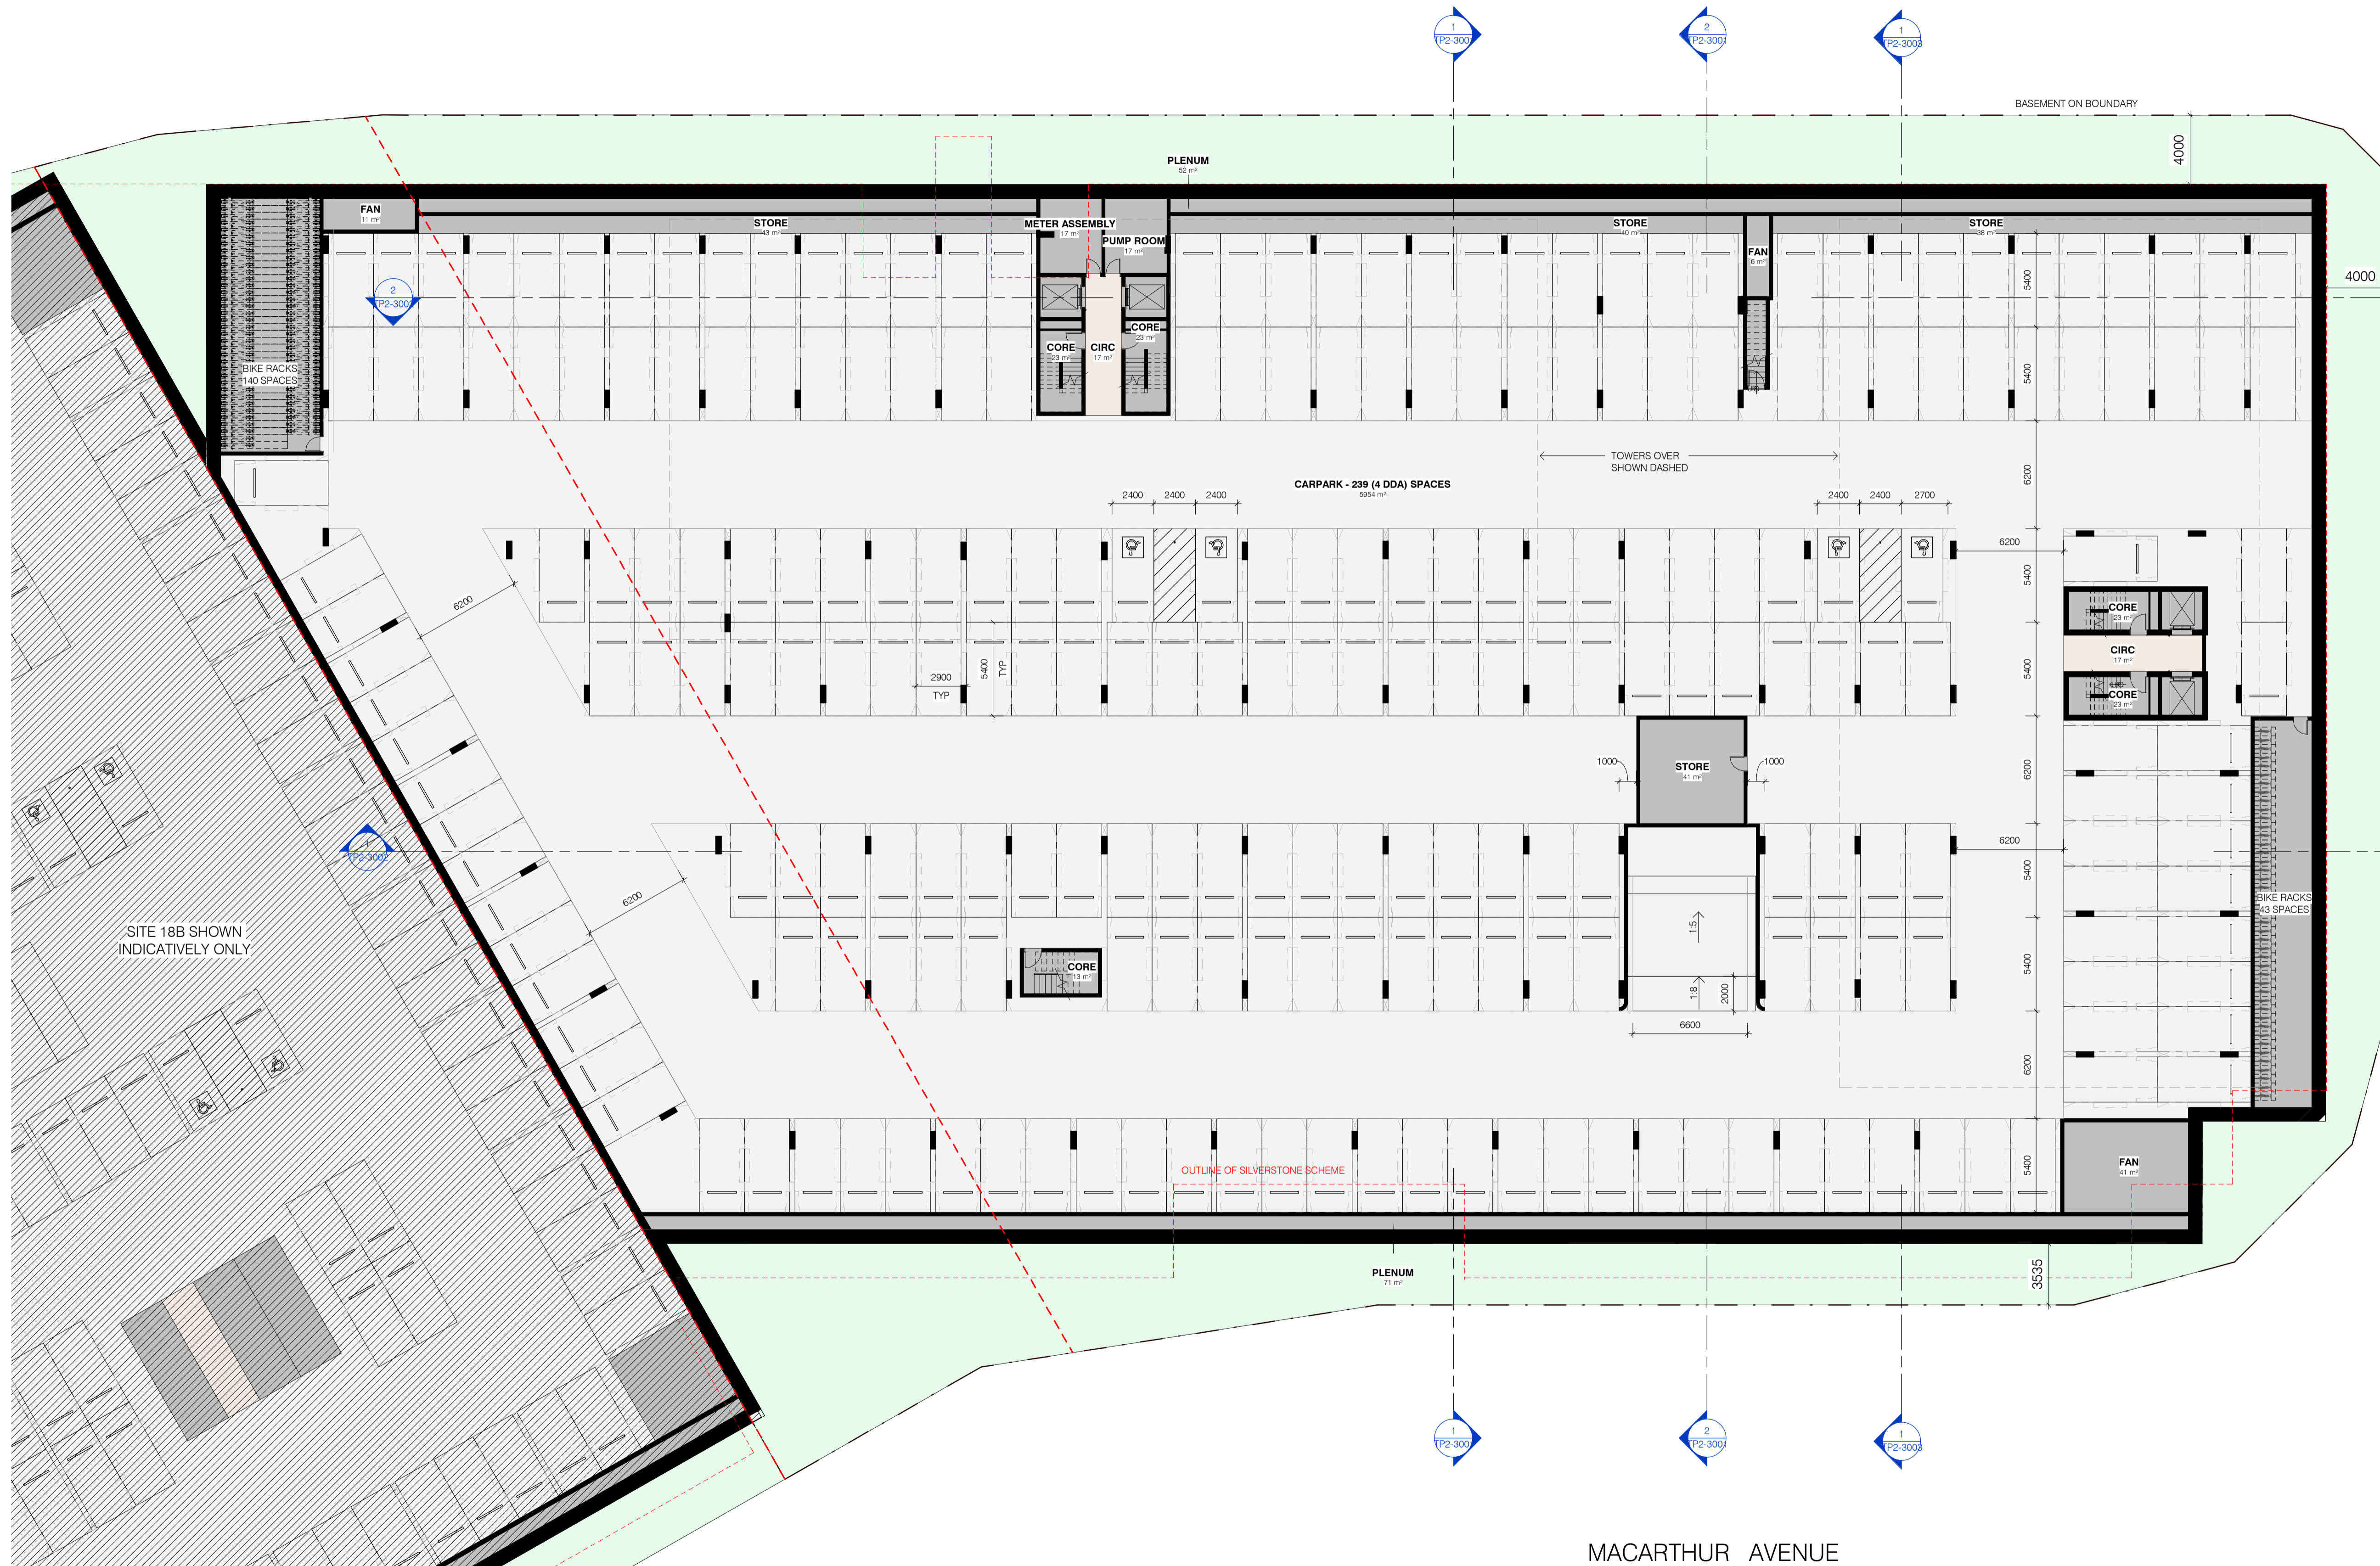 1
TP2-3001
2
TP2-3001
1
TP2-3003
BASEMENT ON BOUNDARY
4000
PLENUM
52 m²
FAN
11 m²
STORE
43 m²
METER ASSEMBLY
17 m²
PUMP ROOM
17 m²
STORE
40 m²
STORE
38 m²
FAN
6 m²
4000
5400
2
TP2-3002
CORE
23 m²
CORE
23 m²
CIRC
17 m²
BIKE RACKS
140 SPACES
5400
TOWERS OVER
SHOWN DASHED
6200
CARPARK - 239 (4 DDA) SPACES
5954 m²
2400
2400
2400
2400
2400
2700
6200
6200
5400
CORE
23 m²
CIRC
17 m²
CORE
23 m²
5400
5400
TYP
2900
TYP
1000
STORE
41 m²
1000
6200
6200
5400
1
TP2-3002
6200
BIKE RACKS
43 SPACES
SITE 18B SHOWN
INDICATIVELY ONLY
1:5
CORE
13 m²
5400
1:8
2000
6600
6200
OUTLINE OF SILVERSTONE SCHEME
5400
FAN
41 m²
PLENUM
71 m²
3535
1
TP2-3001
2
TP2-3001
1
TP2-3003
MACARTHUR AVENUE